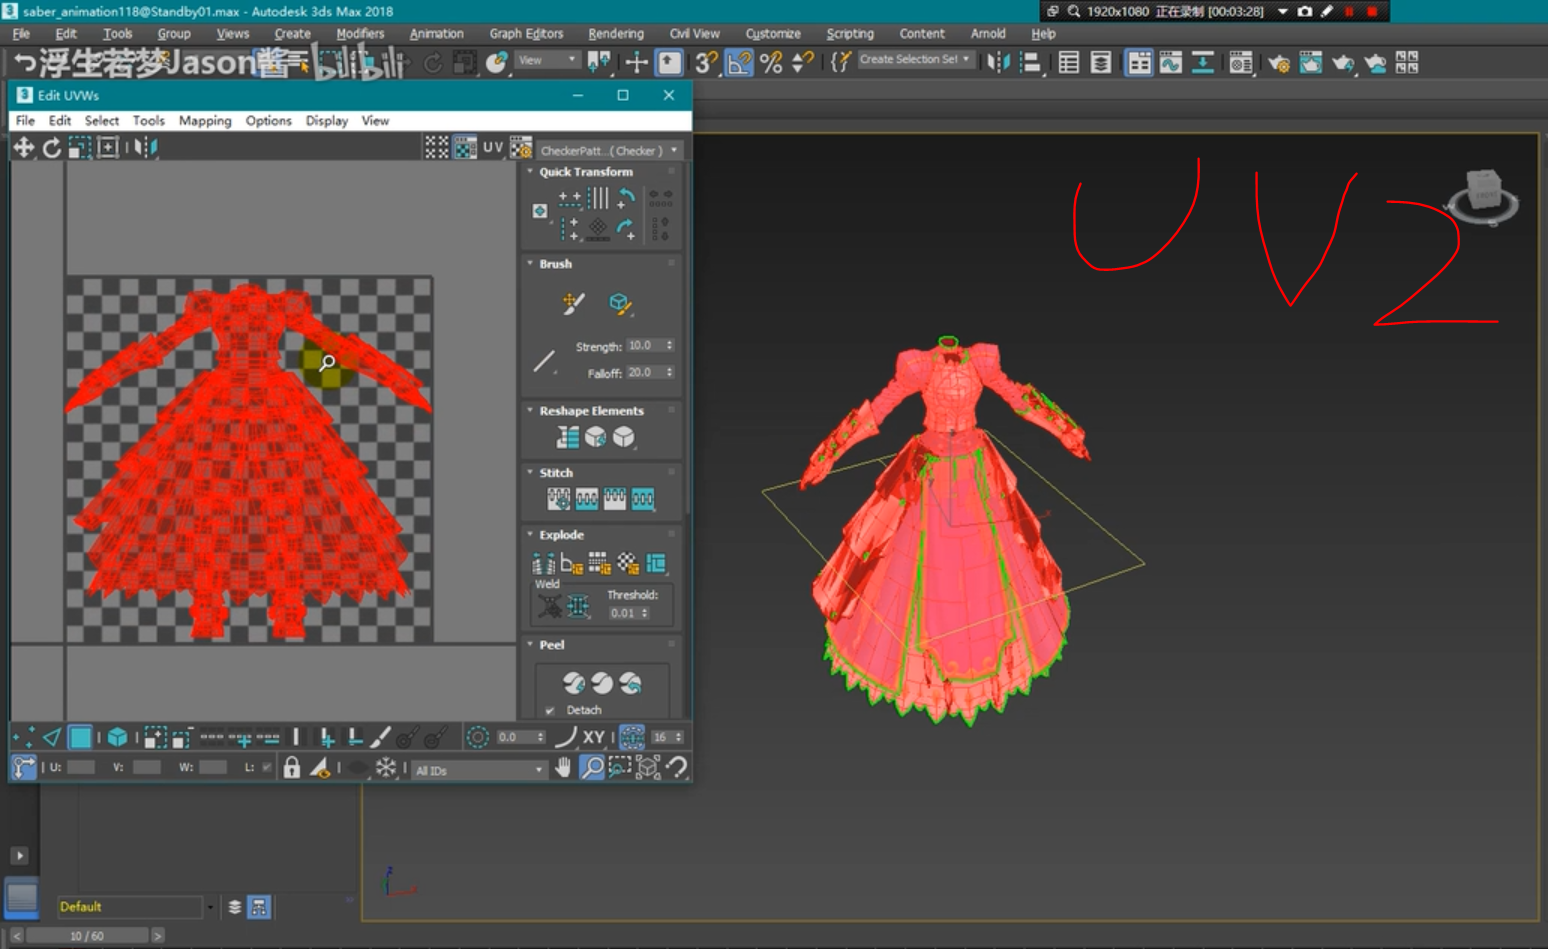 saber_animation118@Standby01.max - Autodesk 3ds Max 2018
1920x1080 正在录制 [00:03:28]
File Edit Tools Group Views Create Modifiers Animation Graph Editors Rendering Civil View Customize Scripting Content Arnold Help
浮生若梦Jason酱 bilibili
View
Create Selection Sel
Edit UVWs
File Edit Select Tools Mapping Options Display View
UV CheckerPatt...( Checker )
Quick Transform
Brush
Strength: 10.0
Falloff: 20.0
Reshape Elements
Stitch
Explode
Weld
Threshold:
0.01
Peel
Detach
0.0 XY 16
U: V: W: L: All IDs
UV2
FRONT
Default
10 / 60